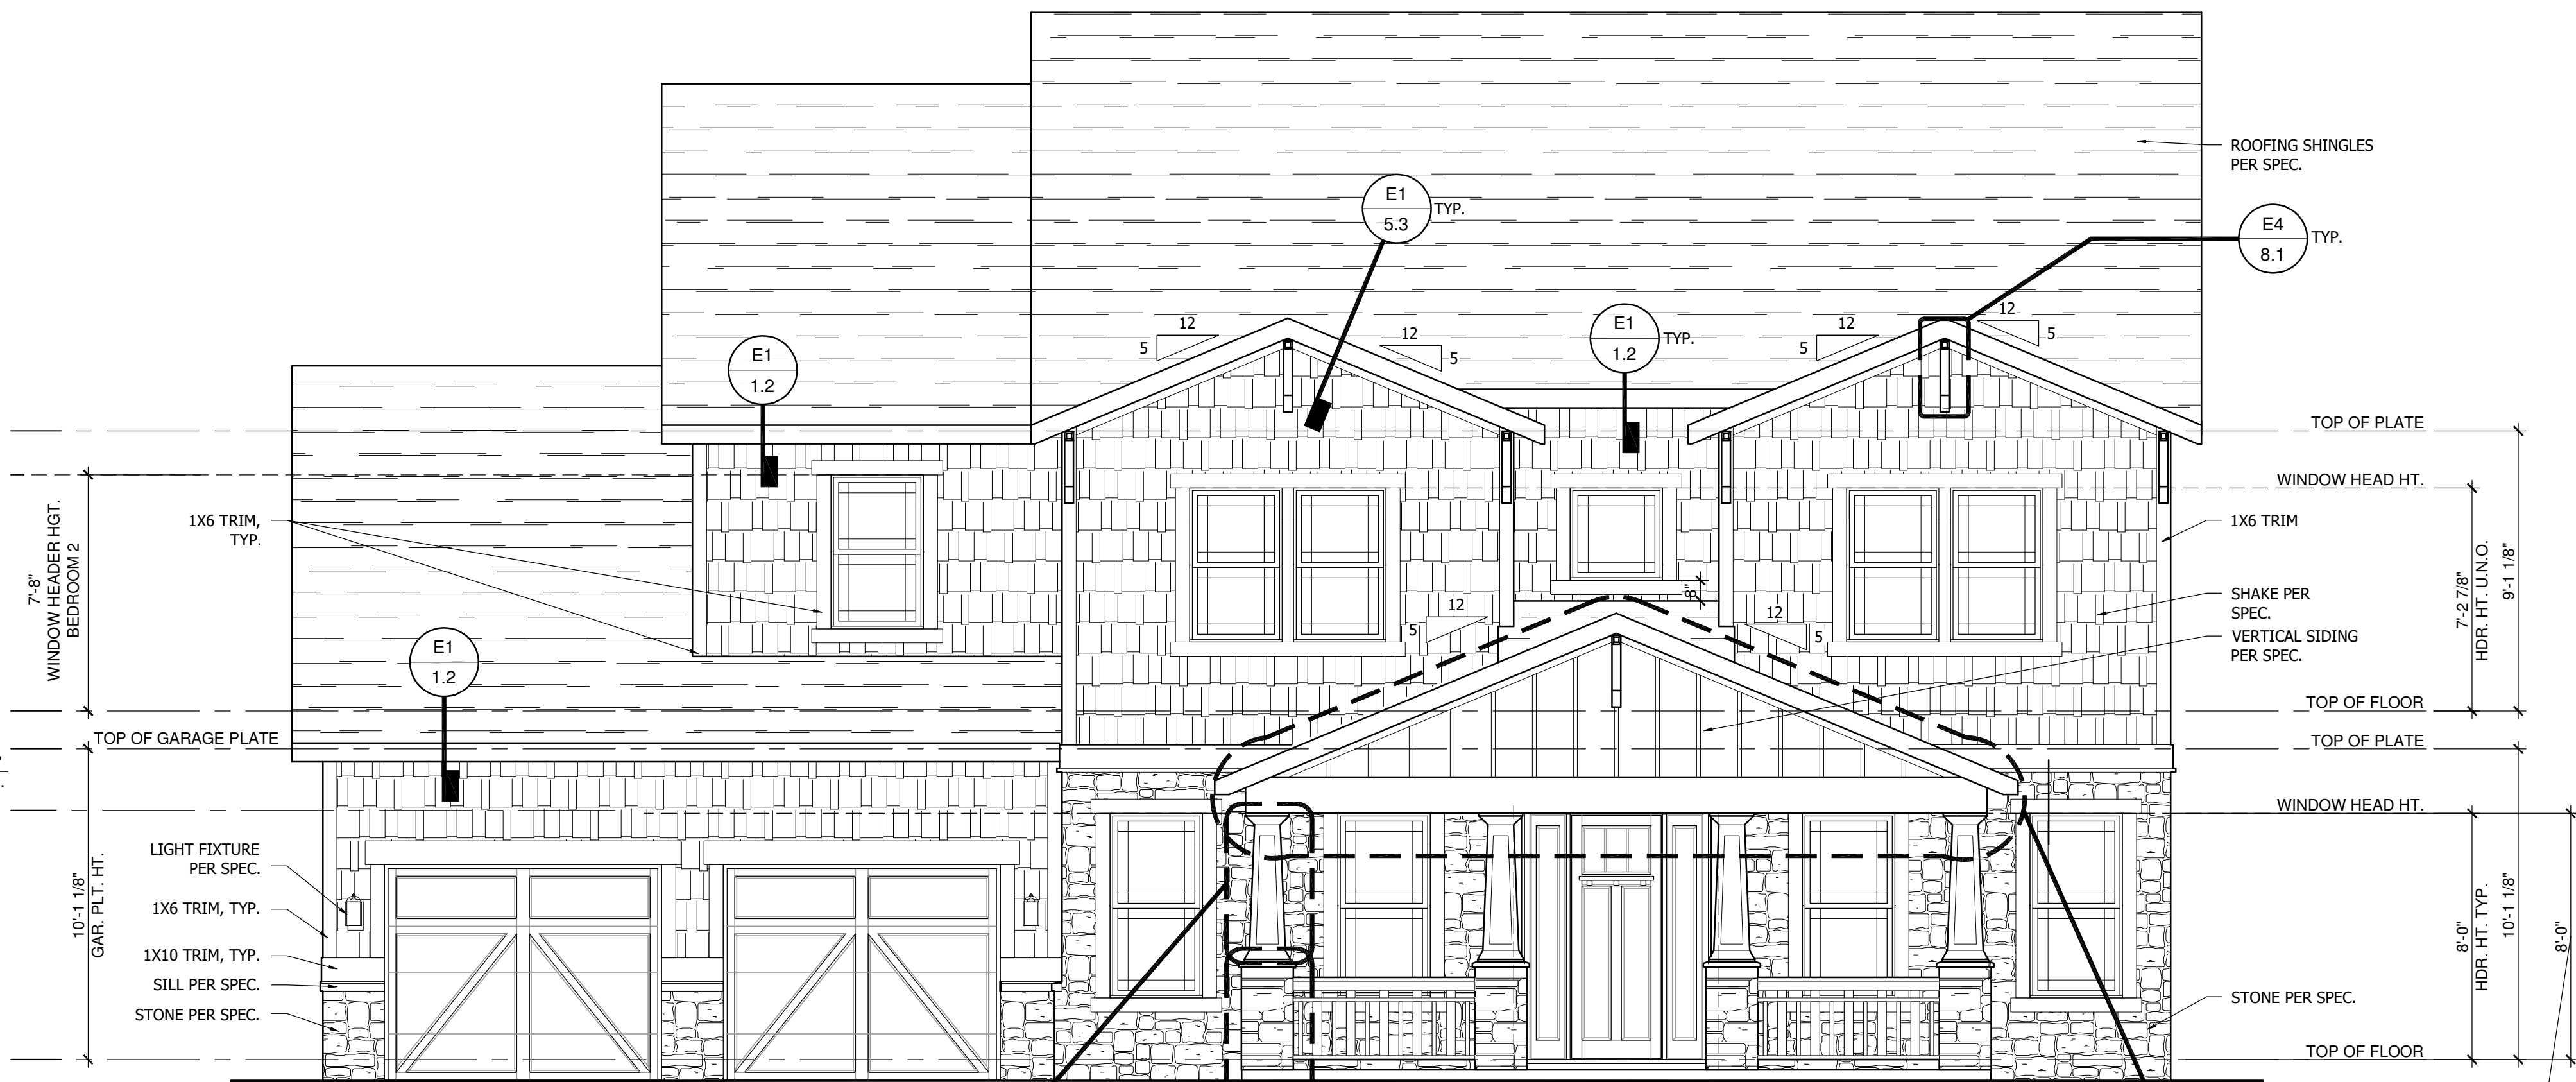 ROOFING SHINGLES
PER SPEC.
E1
5.3
TYP.
E4
8.1
TYP.
12
5
12
5
E1
1.2
TYP.
12
5
12
5
E1
1.2
TOP OF PLATE
WINDOW HEAD HT.
1X6 TRIM
1X6 TRIM,
TYP.
7'-8"
WINDOW HEADER HGT.
BEDROOM 2
7'-2 7/8"
HDR. HT. U.N.O.
9'-1 1/8"
8"
SHAKE PER
SPEC.
12
5
12
5
VERTICAL SIDING
PER SPEC.
E1
1.2
TOP OF FLOOR
TOP OF GARAGE PLATE
TOP OF PLATE
WINDOW HEAD HT.
LIGHT FIXTURE
PER SPEC.
1X6 TRIM, TYP.
10'-1 1/8"
GAR. PLT. HT.
1X10 TRIM, TYP.
SILL PER SPEC.
STONE PER SPEC.
8'-0"
HDR. HT. TYP.
10'-1 1/8"
8'-0"
STONE PER SPEC.
TOP OF FLOOR